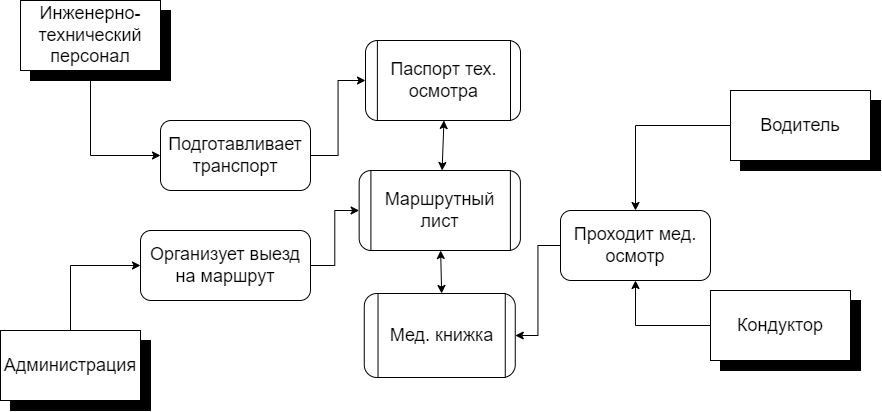 Инженерно-
технический
персонал
Паспорт тех.
осмотра
Водитель
Подготавливает
транспорт
Маршрутный
лист
Организует выезд
на маршрут
Проходит мед.
осмотр
Мед. книжка
Кондуктор
Администрация